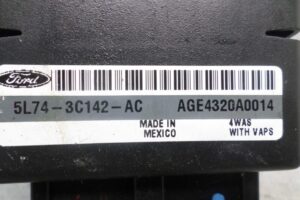 Ford
5L74-3C142-AC AGE4320A0014
MADE IN
MEXICO
4WAS
WITH VAPS